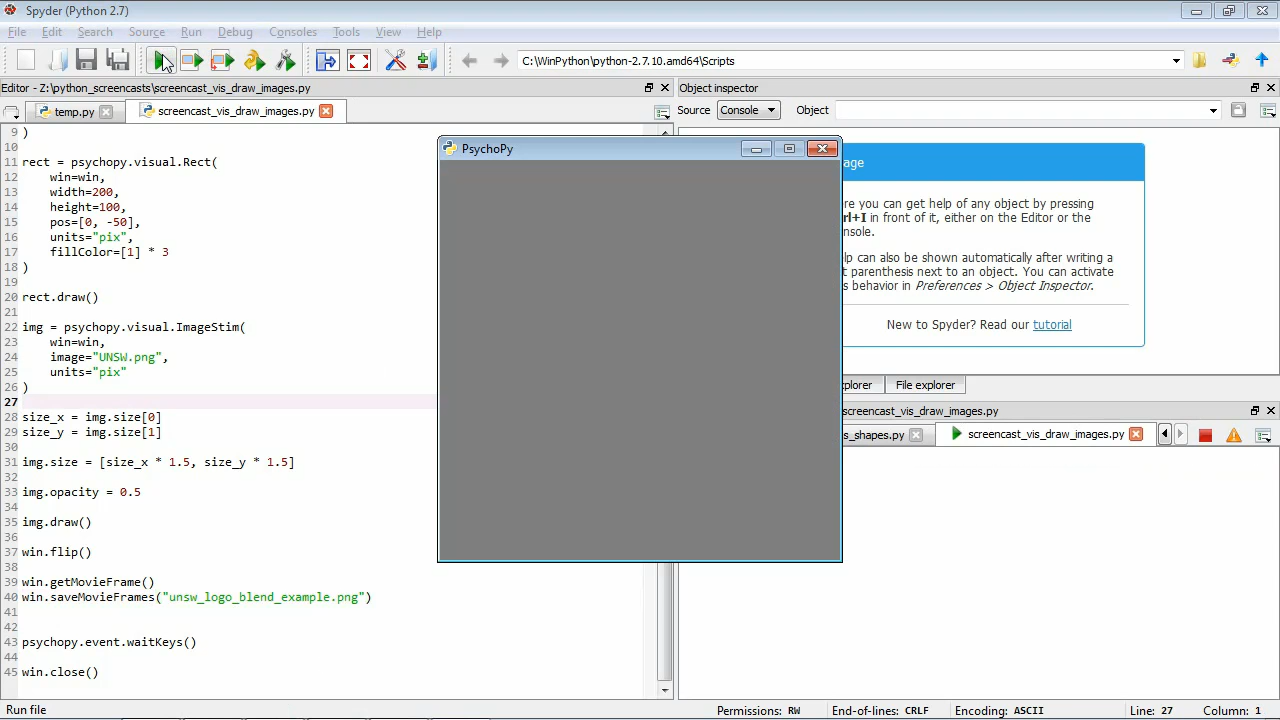 Spyder (Python 2.7)
File Edit Search Source Run Debug Consoles Tools View Help
C:\WinPython\python-2.7.10.amd64\Scripts
Editor - Z:\python_screencasts\screencast_vis_draw_images.py
temp.py screencast_vis_draw_images.py
9 )
10
11 rect = psychopy.visual.Rect(
12 win=win,
13 width=200,
14 height=100,
15 pos=[0, -50],
16 units="pix",
17 fillColor=[1] * 3
18 )
19
20 rect.draw()
21
22 img = psychopy.visual.ImageStim(
23 win=win,
24 image="UNSW.png",
25 units="pix"
26 )
27
28 size_x = img.size[0]
29 size_y = img.size[1]
30
31 img.size = [size_x * 1.5, size_y * 1.5]
32
33 img.opacity = 0.5
34
35 img.draw()
36
37 win.flip()
38
39 win.getMovieFrame()
40 win.saveMovieFrames("unsw_logo_blend_example.png")
41
42
43 psychopy.event.waitKeys()
44
45 win.close()
PsychoPy
Object inspector
Source Console Object
age
re you can get help of any object by pressing
rl+I in front of it, either on the Editor or the
nsole.
lp can also be shown automatically after writing a
t parenthesis next to an object. You can activate
s behavior in Preferences > Object Inspector.
New to Spyder? Read our tutorial
xplorer File explorer
screencast_vis_draw_images.py
s_shapes.py screencast_vis_draw_images.py
Run file Permissions: RW End-of-lines: CRLF Encoding: ASCII Line: 27 Column: 1